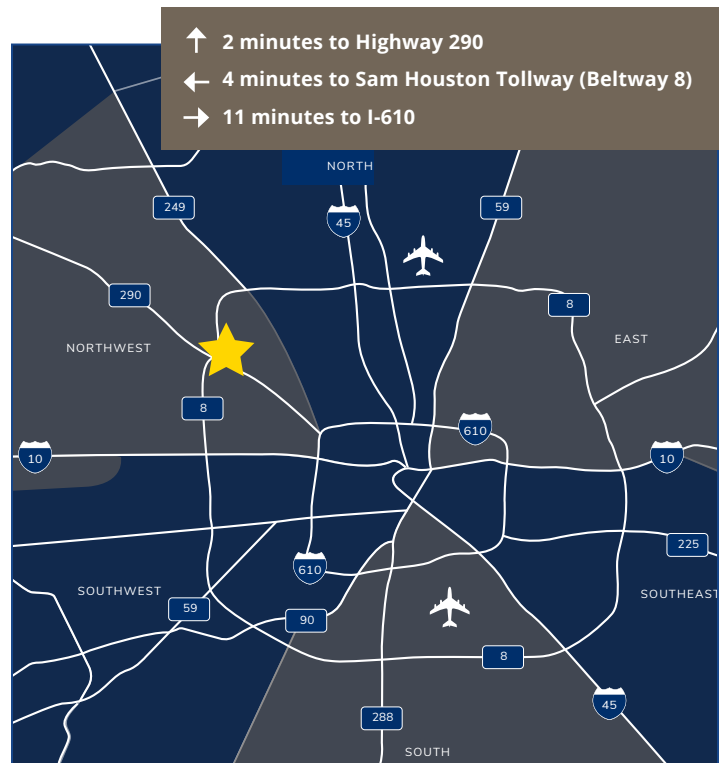 2 minutes to Highway 290
4 minutes to Sam Houston Tollway (Beltway 8)
11 minutes to I-610
NORTH
249
45
59
290
8
NORTHWEST
EAST
8
610
10
10
225
610
SOUTHWEST
SOUTHEAST
59
90
8
45
288
SOUTH